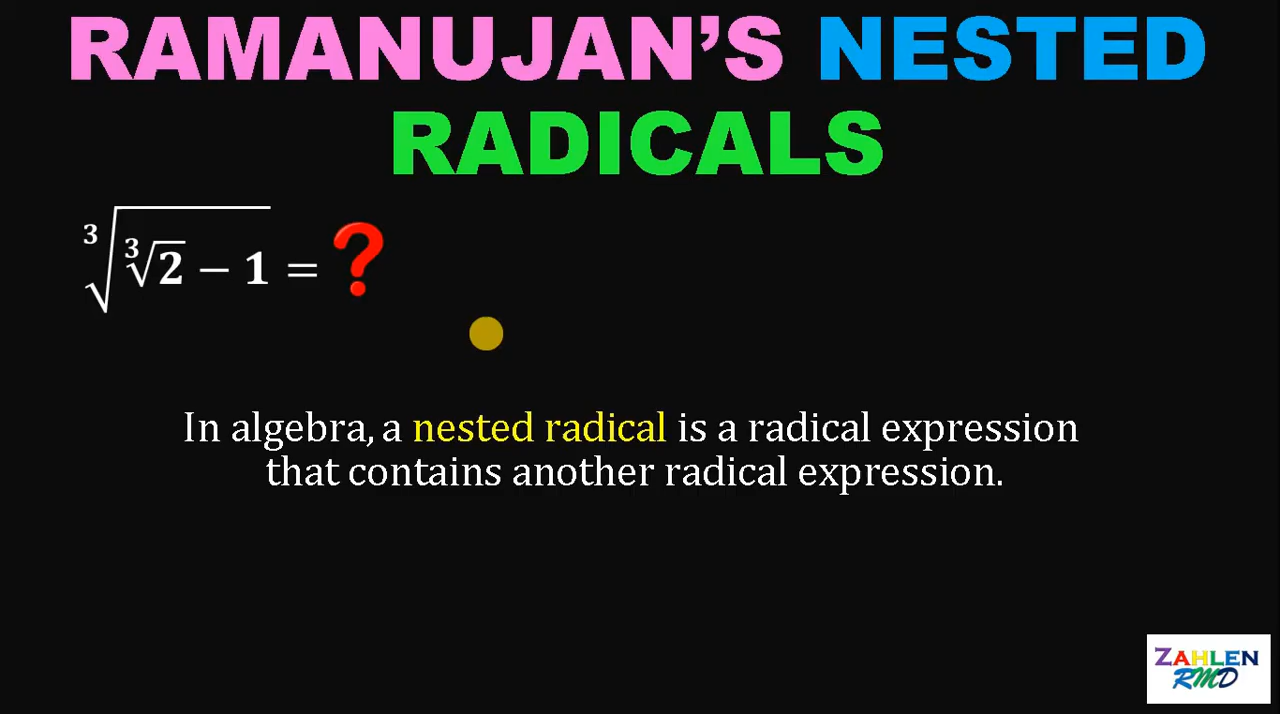 RAMANUJAN’S NESTED
RADICALS
∛(∛2 − 1) = ❓
In algebra, a nested radical is a radical expression
that contains another radical expression.
ZAHLEN
RMD